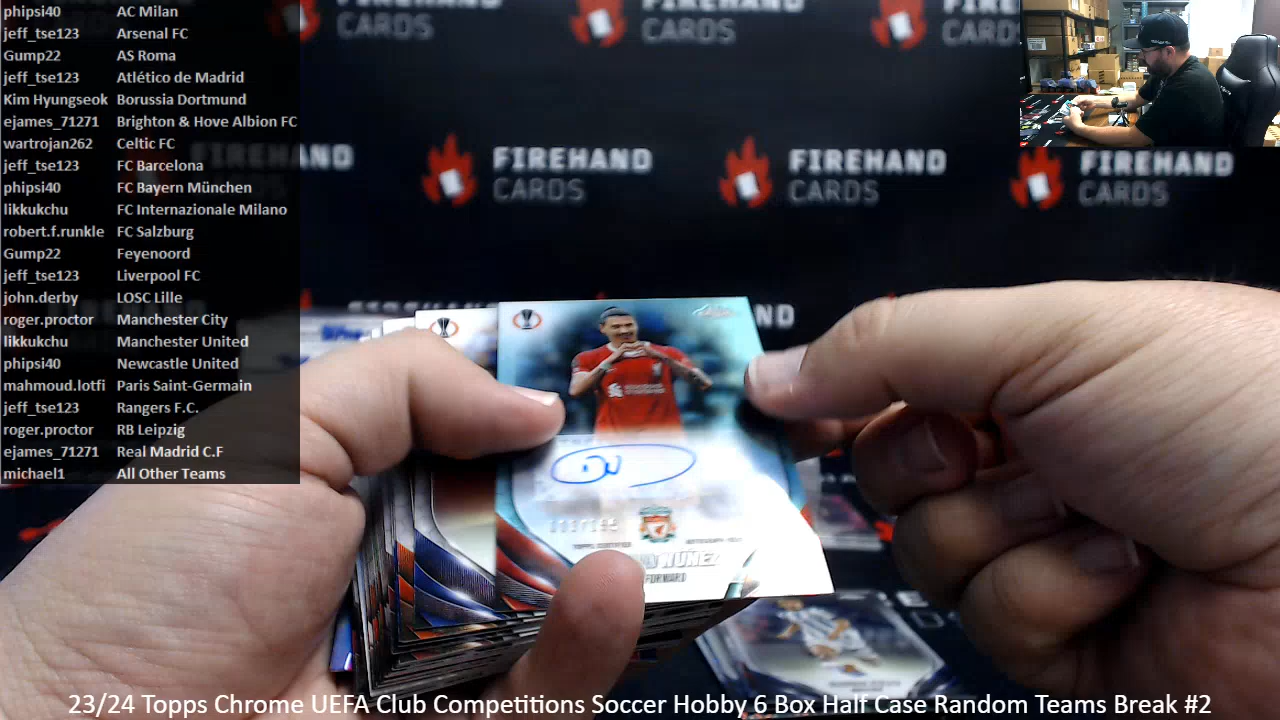 phipsi40 AC Milan
jeff_tse123 Arsenal FC
Gump22 AS Roma
jeff_tse123 Atlético de Madrid
Kim Hyungseok Borussia Dortmund
ejames_71271 Brighton & Hove Albion FC
wartrojan262 Celtic FC
jeff_tse123 FC Barcelona
phipsi40 FC Bayern München
likkukchu FC Internazionale Milano
robert.f.runkle FC Salzburg
Gump22 Feyenoord
jeff_tse123 Liverpool FC
john.derby LOSC Lille
roger.proctor Manchester City
likkukchu Manchester United
phipsi40 Newcastle United
mahmoud.lotfi Paris Saint-Germain
jeff_tse123 Rangers F.C.
roger.proctor RB Leipzig
ejames_71271 Real Madrid C.F
michael1 All Other Teams
FIREHAND
CARDS
FIREHAND
CARDS
FIRE
CARDS
FIREHAND
CARDS
FIREHAND
CARDS
FIREHAND
CARDS
NUÑEZ
FORWARD
23/24 Topps Chrome UEFA Club Competitions Soccer Hobby 6 Box Half Case Random Teams Break #2